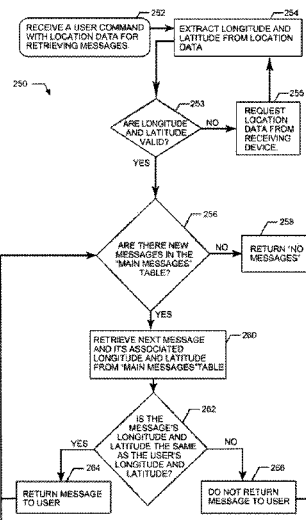 252
RECEIVE A USER COMMAND
WITH LOCATION DATA FOR
RETRIEVING MESSAGES
254
EXTRACT LONGITUDE AND
LATITUDE FROM LOCATION
DATA
250
253
ARE LONGITUDE
AND LATITUDE
VALID?
NO
YES
255
REQUEST
LOCATION
DATA FROM
RECEIVING
DEVICE.
256
ARE THERE NEW
MESSAGES IN THE
"MAIN MESSAGES"
TABLE?
NO
YES
258
RETURN 'NO
MESSAGES'
260
RETRIEVE NEXT MESSAGE
AND ITS ASSOCIATED
LONGITUDE AND LATITUDE
FROM "MAIN MESSAGES" TABLE
262
IS THE
MESSAGE'S
LONGITUDE AND
LATITUDE THE SAME
AS THE USER'S
LONGITUDE AND
LATITUDE?
YES
NO
264
RETURN MESSAGE
TO USER
266
DO NOT RETURN
MESSAGE TO USER